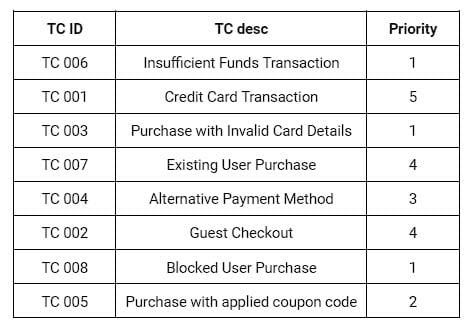 TC ID TC desc Priority
TC 006 Insufficient Funds Transaction 1
TC 001 Credit Card Transaction 5
TC 003 Purchase with Invalid Card Details 1
TC 007 Existing User Purchase 4
TC 004 Alternative Payment Method 3
TC 002 Guest Checkout 4
TC 008 Blocked User Purchase 1
TC 005 Purchase with applied coupon code 2